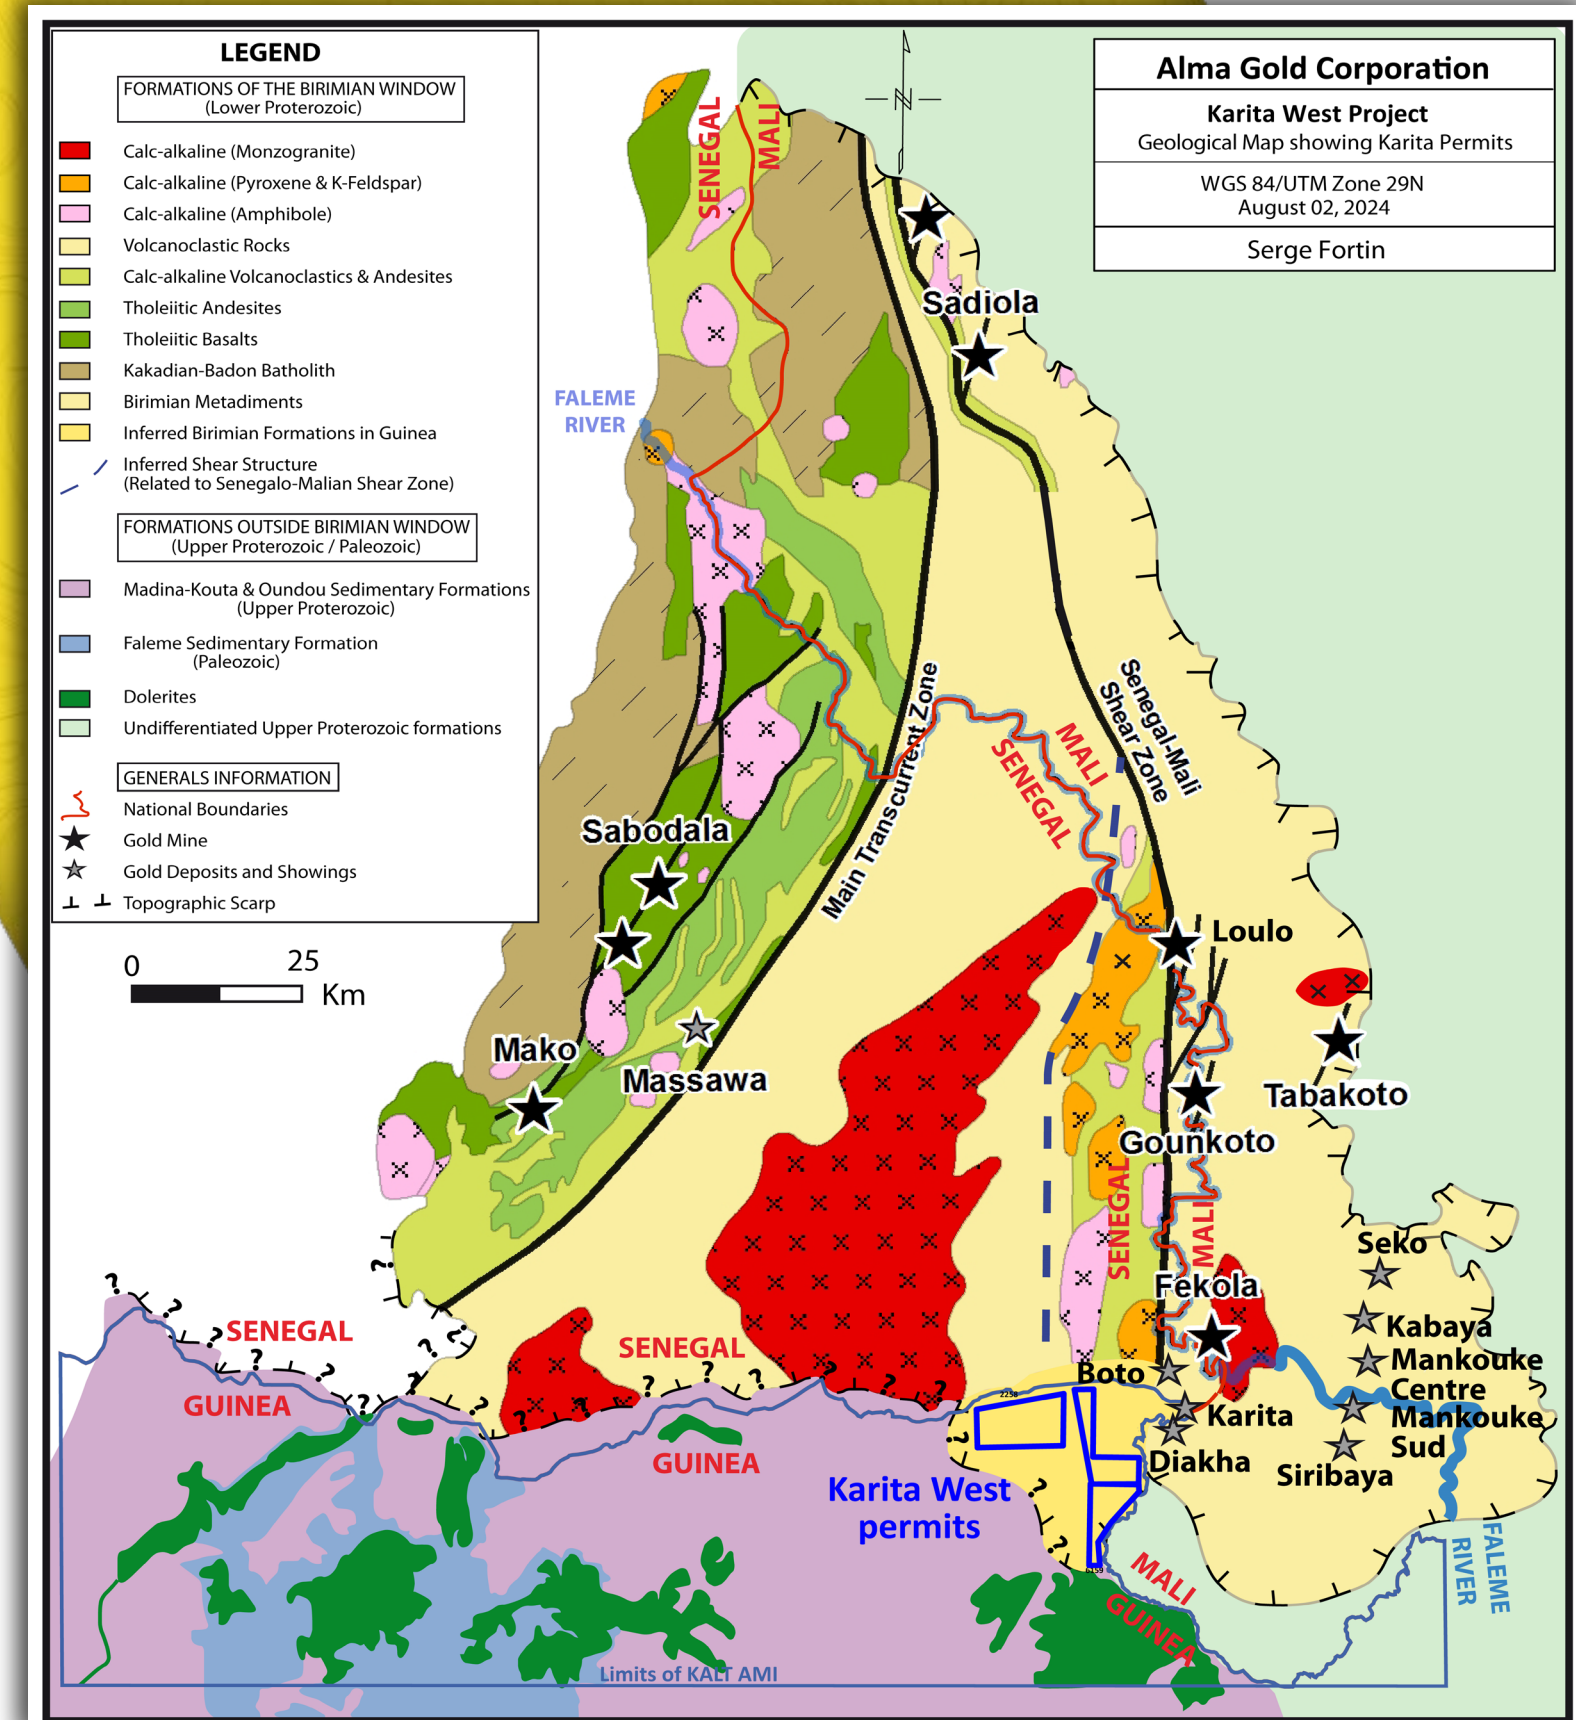 LEGEND
FORMATIONS OF THE BIRIMIAN WINDOW
(Lower Proterozoic)
Calc-alkaline (Monzogranite)
Calc-alkaline (Pyroxene & K-Feldspar)
Calc-alkaline (Amphibole)
Volcanoclastic Rocks
Calc-alkaline Volcanoclastics & Andesites
Tholeiitic Andesites
Tholeiitic Basalts
Kakadian-Badon Batholith
Birimian Metadiments
Inferred Birimian Formations in Guinea
Inferred Shear Structure
(Related to Senegalo-Malian Shear Zone)
FORMATIONS OUTSIDE BIRIMIAN WINDOW
(Upper Proterozoic / Paleozoic)
Madina-Kouta & Oundou Sedimentary Formations
(Upper Proterozoic)
Faleme Sedimentary Formation
(Paleozoic)
Dolerites
Undifferentiated Upper Proterozoic formations
GENERALS INFORMATION
National Boundaries
Gold Mine
Gold Deposits and Showings
Topographic Scarp
0 25
Km
Alma Gold Corporation
Karita West Project
Geological Map showing Karita Permits
WGS 84/UTM Zone 29N
August 02, 2024
Serge Fortin
N
SENEGAL
MALI
Sadiola
FALEME
RIVER
Main Transcurrent Zone
Senegal-Mali
Shear Zone
MALI
SENEGAL
Sabodala
Loulo
Mako
Massawa
Tabakoto
Gounkoto
SENEGAL
MALI
Seko
Fekola
Kabaya
Mankouke
Centre
Mankouke
Sud
Siribaya
Boto
Karita
Diakha
SENEGAL
GUINEA
SENEGAL
GUINEA
2258
Karita West
permits
MALI
GUINEA
FALEME
RIVER
Limits of KALT AMI